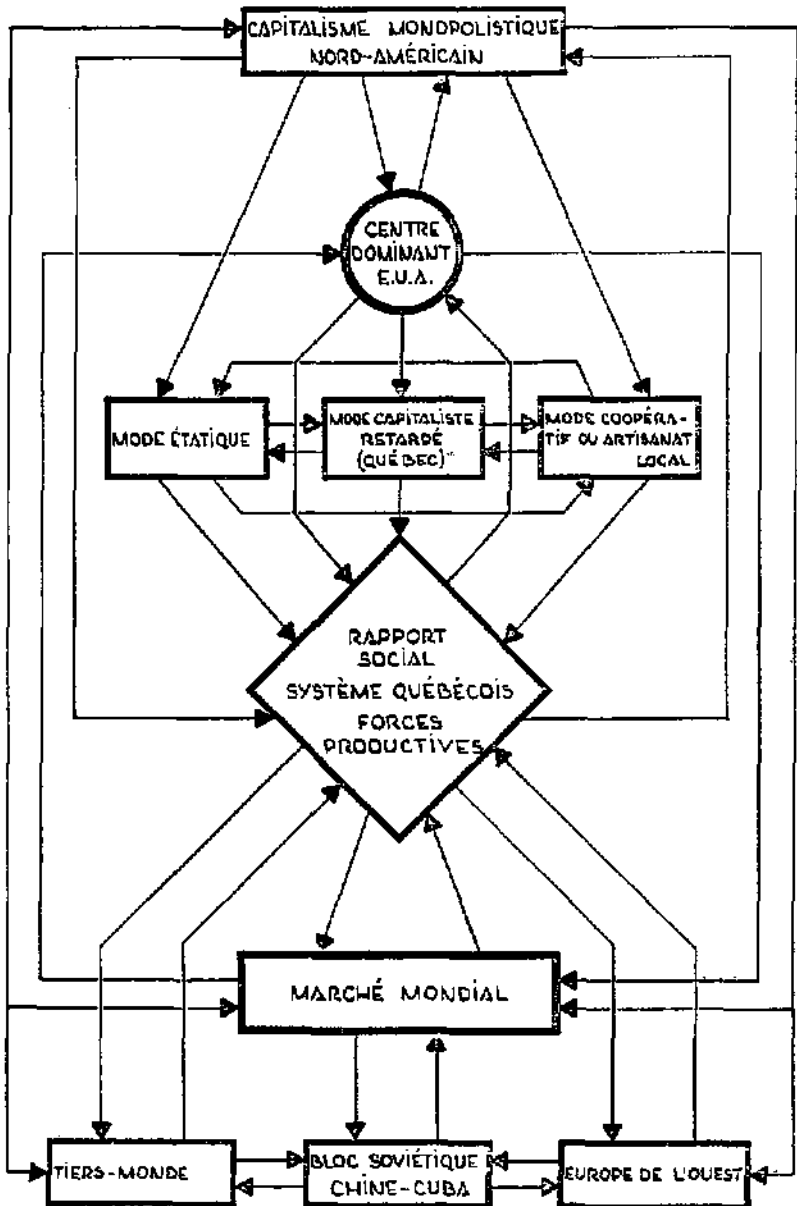 CAPITALISME MONOPOLISTIQUE
NORD-AMÉRICAIN
CENTRE
DOMINANT
E.U.A.
MODE ÉTATIQUE
MODE CAPITALISTE
RETARDÉ
(QUÉBEC)
MODE COOPÉRA-
TIF OU ARTISANAT
LOCAL
RAPPORT
SOCIAL
SYSTÈME QUÉBÉCOIS
FORCES
PRODUCTIVES
MARCHÉ MONDIAL
TIERS-MONDE
BLOC SOVIÉTIQUE
CHINE-CUBA
EUROPE DE L'OUEST